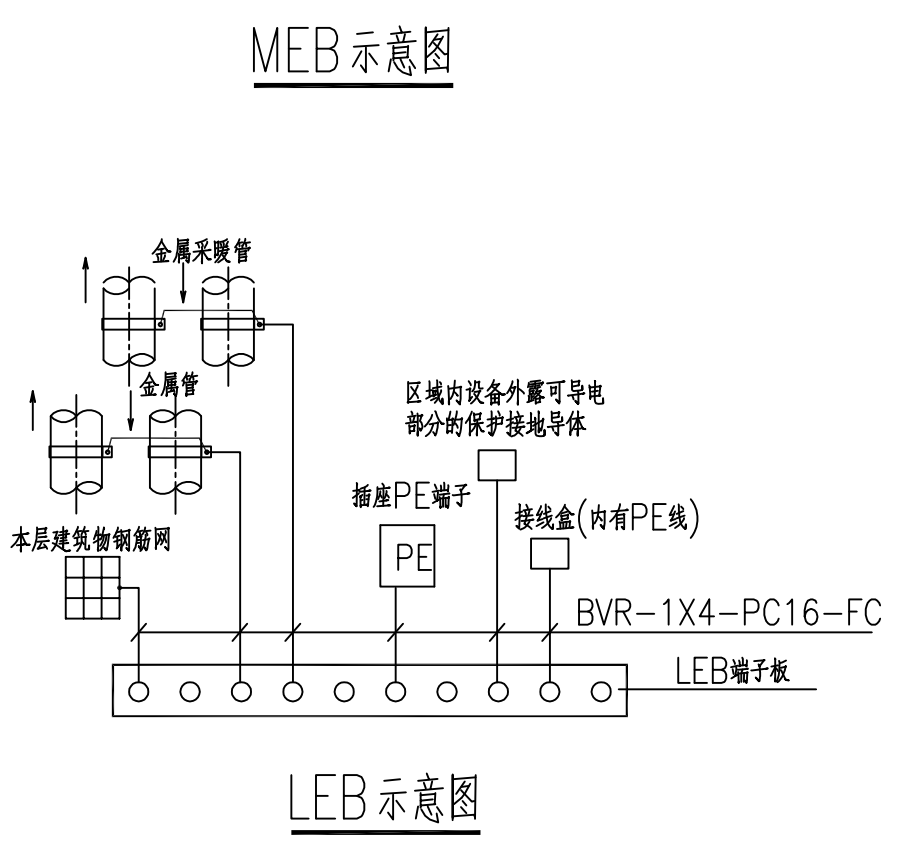 MEB示意图
金属采暖管
金属管
区域内设备外露可导电
部分的保护接地导体
插座PE端子
接线盒(内有PE线)
本层建筑物钢筋网
PE
BVR-1X4-PC16-FC
LEB端子板
LEB示意图